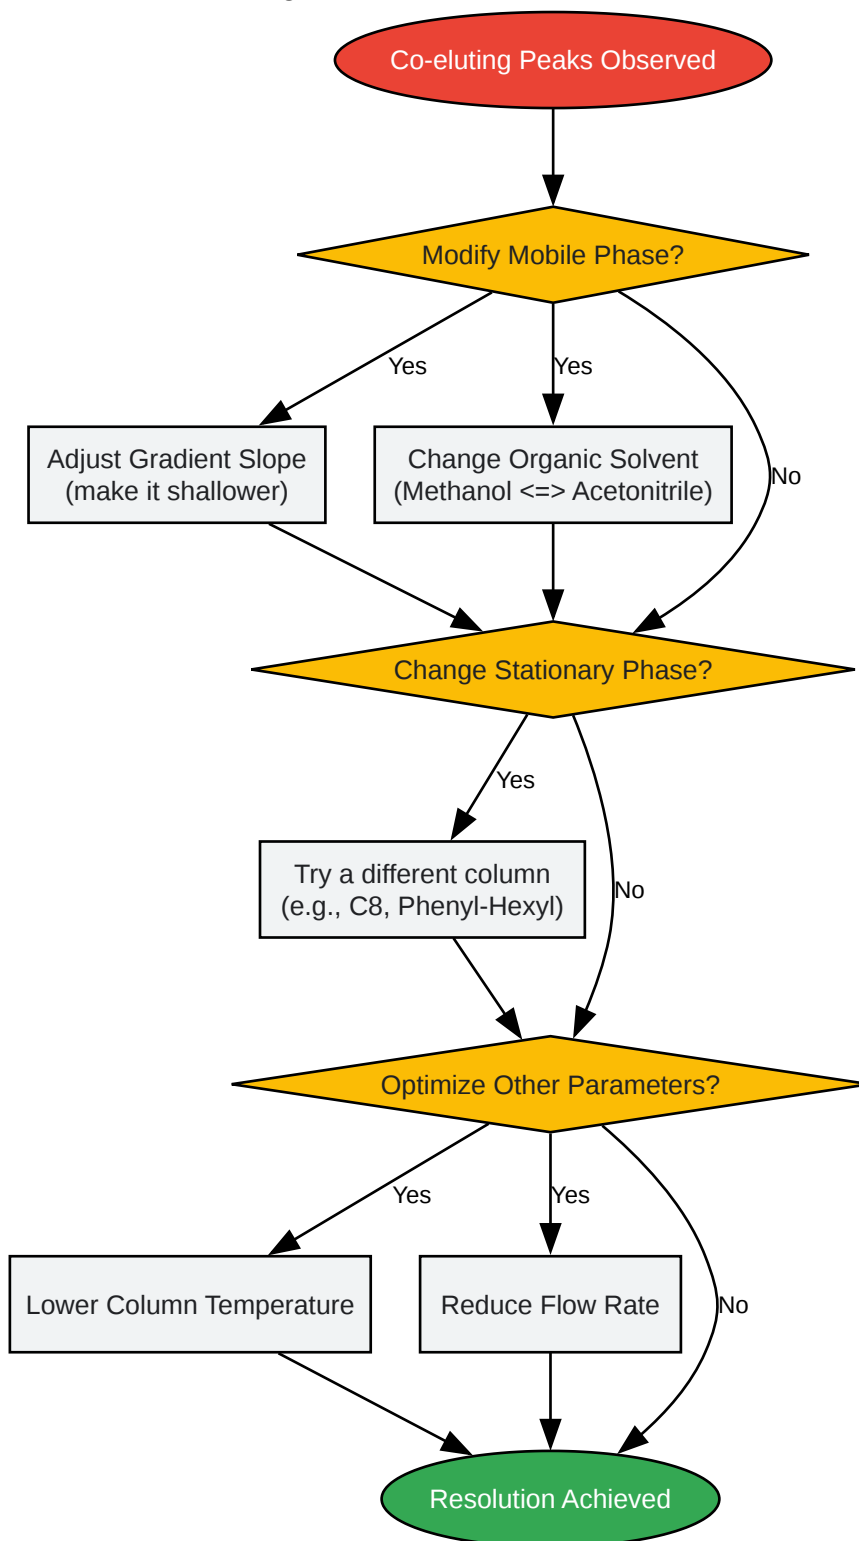 Co-eluting Peaks Observed
Modify Mobile Phase?
Yes
Yes
No
Adjust Gradient Slope
(make it shallower)
Change Organic Solvent
(Methanol <=> Acetonitrile)
Change Stationary Phase?
Yes
No
Try a different column
(e.g., C8, Phenyl-Hexyl)
Optimize Other Parameters?
Yes
Yes
No
Lower Column Temperature
Reduce Flow Rate
Resolution Achieved